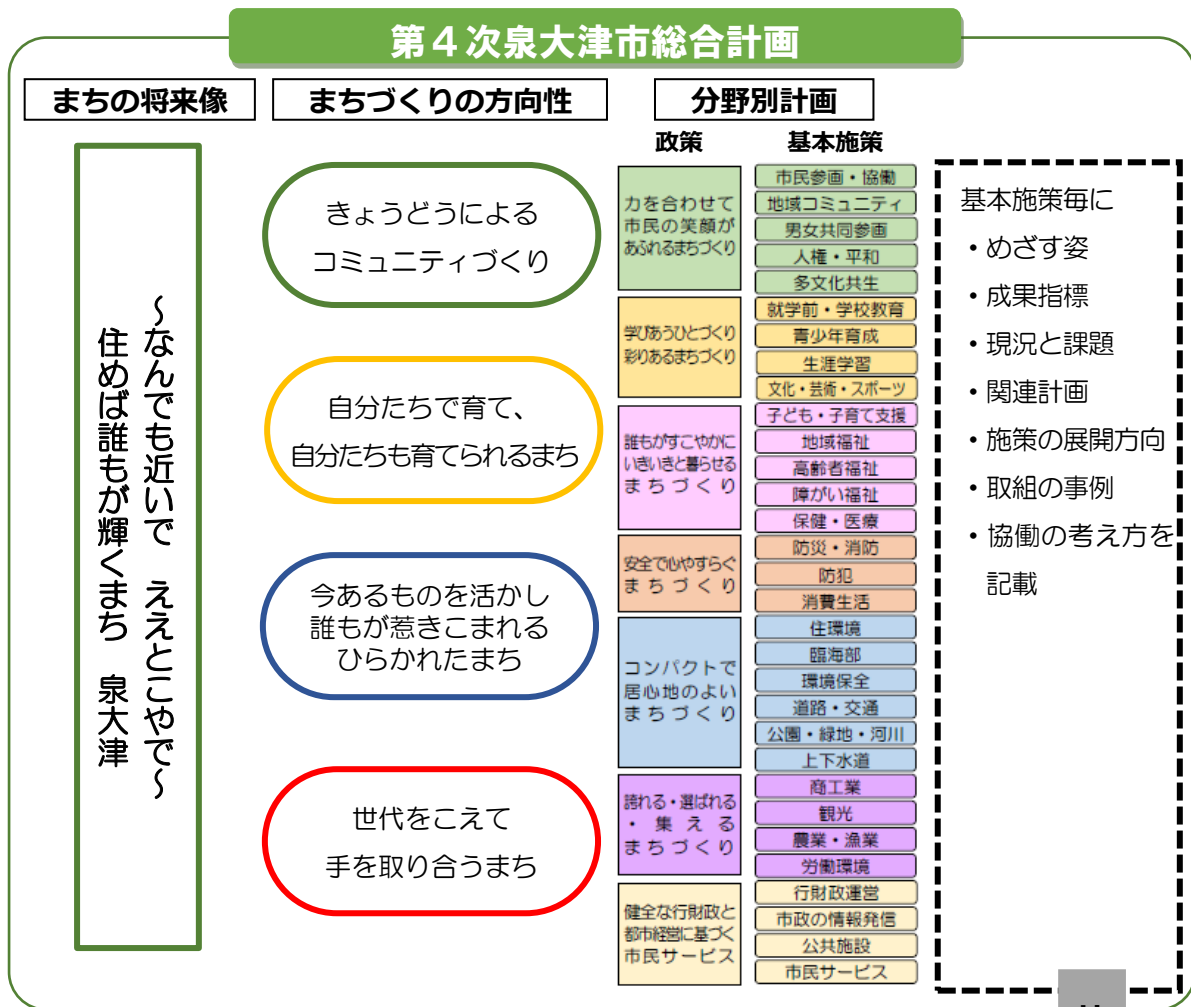 第４次泉大津市総合計画
まちの将来像
まちづくりの方向性
分野別計画
政策
基本施策
～なんでも近いで　ええとこやで～
住めば誰もが輝くまち　泉大津
きょうどうによる
コミュニティづくり
自分たちで育て、
自分たちも育てられるまち
今あるものを活かし
誰もが惹きこまれる
ひらかれたまち
世代をこえて
手を取り合うまち
力を合わせて
市民の笑顔が
あふれるまちづくり
市民参画・協働
地域コミュニティ
男女共同参画
人権・平和
多文化共生
学びあうひとづくり
彩りあるまちづくり
就学前・学校教育
青少年育成
生涯学習
文化・芸術・スポーツ
誰もがすこやかに
いきいきと暮らせる
まちづくり
子ども・子育て支援
地域福祉
高齢者福祉
障がい福祉
保健・医療
安全で心やすらぐ
まちづくり
防災・消防
防犯
消費生活
コンパクトで
居心地のよい
まちづくり
住環境
臨海部
環境保全
道路・交通
公園・緑地・河川
上下水道
誇れる・選ばれる
・集える
まちづくり
商工業
観光
農業・漁業
労働環境
健全な行財政と
都市経営に基づく
市民サービス
行財政運営
市政の情報発信
公共施設
市民サービス
基本施策毎に
・めざす姿
・成果指標
・現況と課題
・関連計画
・施策の展開方向
・取組の事例
・協働の考え方を
記載